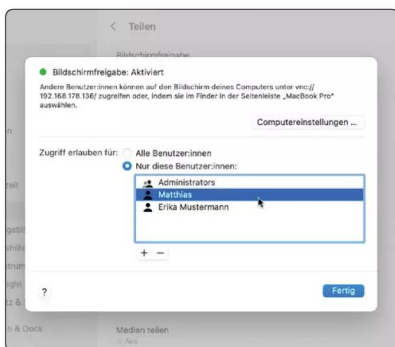 Teilen
Bildschirmfreigabe
Bildschirmfreigabe: Aktiviert
Andere Benutzer:innen können auf den Bildschirm deines Computers unter vnc://
192.168.178.136/ zugreifen oder, indem sie im Finder in der Seitenleiste „MacBook Pro“
auswählen.
Computereinstellungen ...
Zugriff erlauben für:
Alle Benutzer:innen
Nur diese Benutzer:innen:
Administrators
Matthias
Erika Mustermann
+ −
?
Fertig
n & Dock
Medien teilen
Aus